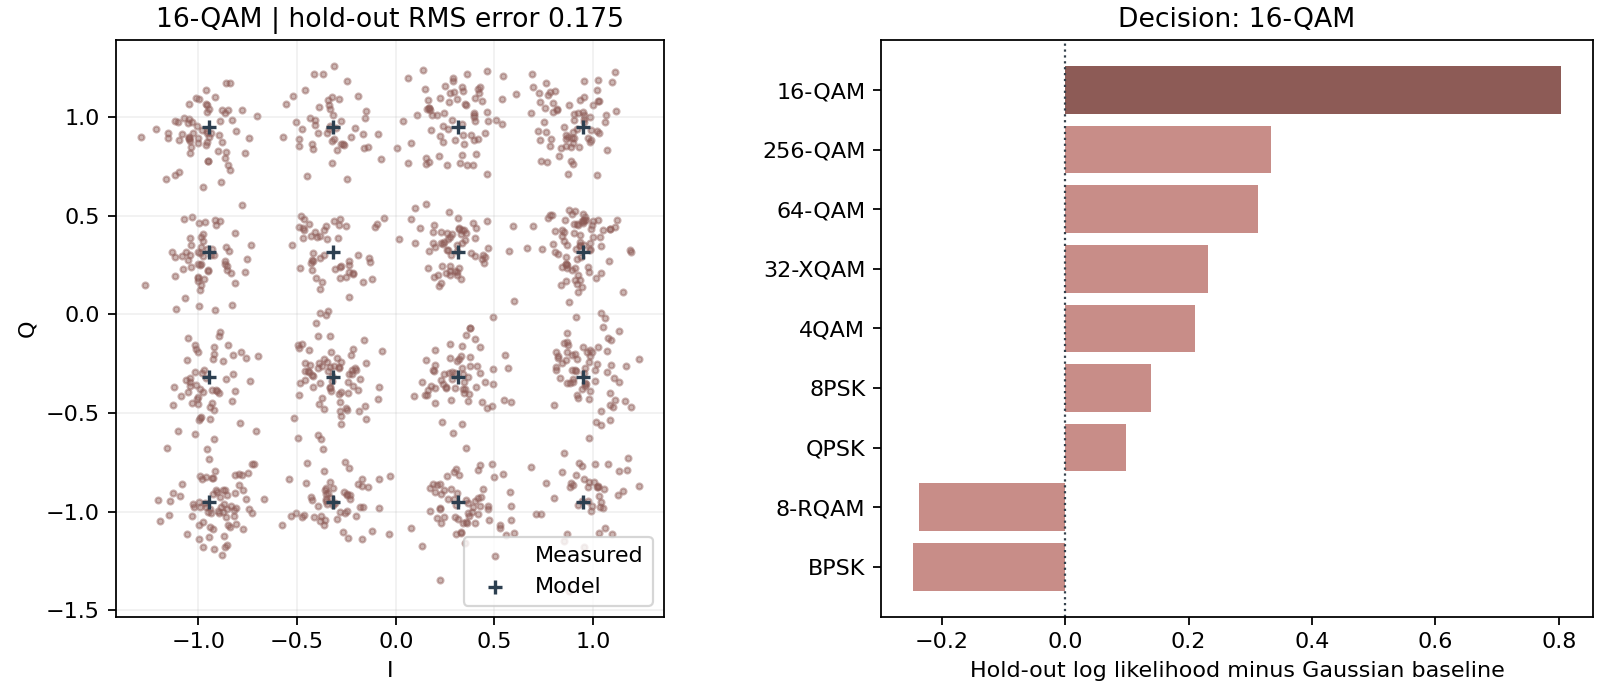 16-QAM | hold-out RMS error 0.175
1.0
0.5
0.0
−0.5
−1.0
−1.5
Q
−1.0
−0.5
0.0
0.5
1.0
I
Measured
Model
Decision: 16-QAM
16-QAM
256-QAM
64-QAM
32-XQAM
4QAM
8PSK
QPSK
8-RQAM
BPSK
−0.2
0.0
0.2
0.4
0.6
0.8
Hold-out log likelihood minus Gaussian baseline